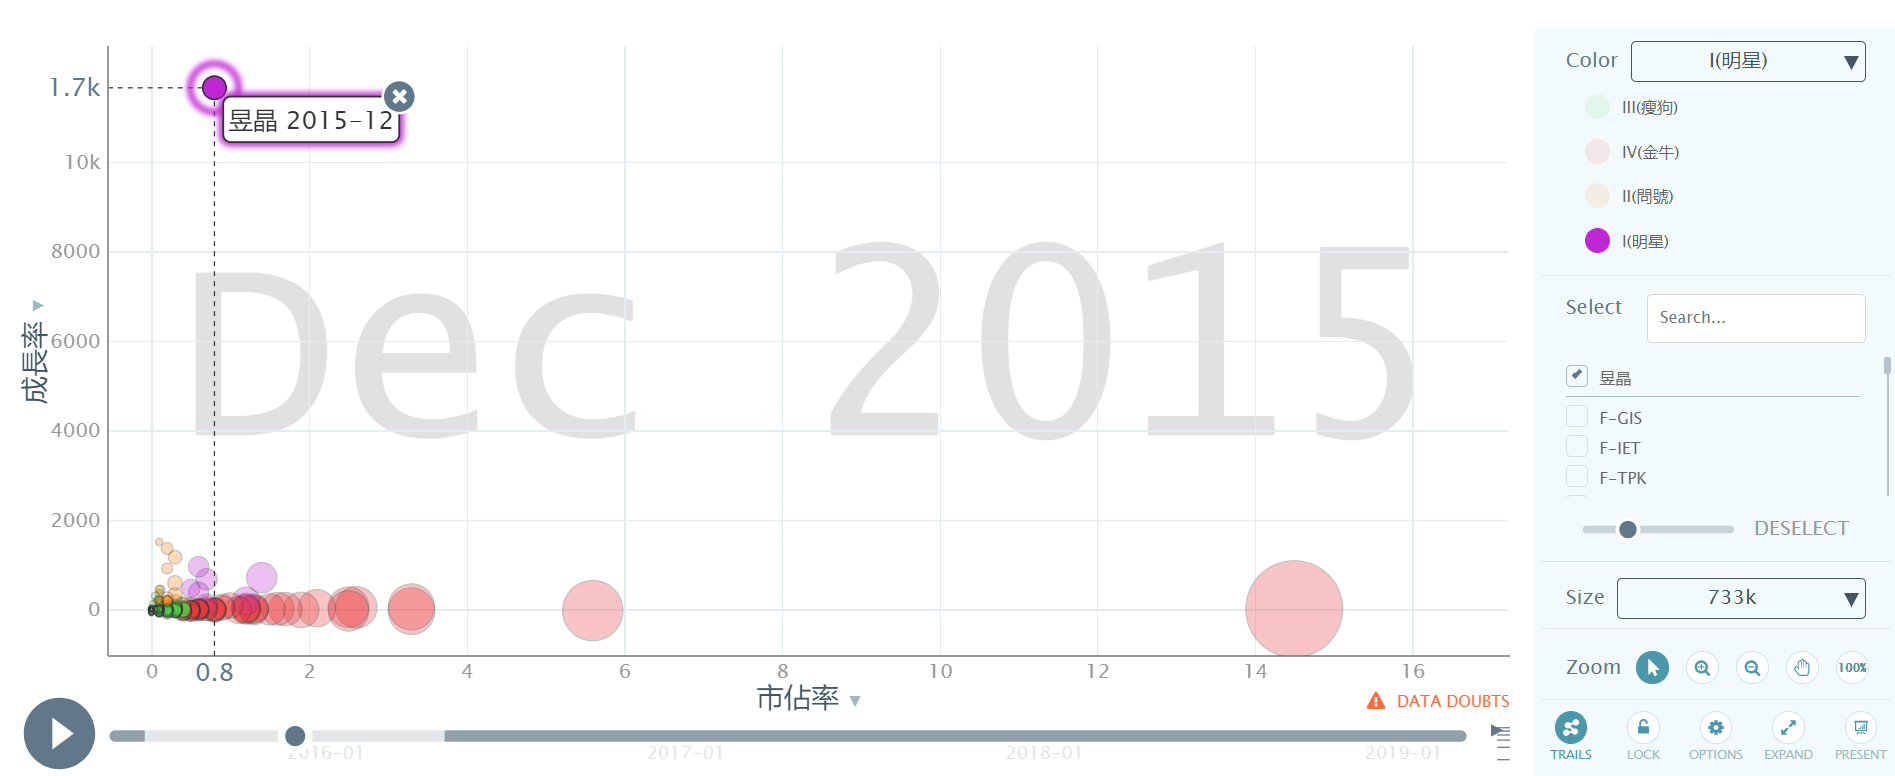 1.7k
昱晶 2015-12
10k
8000
6000
4000
2000
0
成長率
Dec 2015
0 0.8 2 4 6 8 10 12 14 16
市佔率
DATA DOUBTS
2016-01 2017-01 2018-01 2019-01
Color I(明星)
III(瘦狗)
IV(金牛)
II(問號)
I(明星)
Select Search...
昱晶
F-GIS
F-IET
F-TPK
DESELECT
Size 733k
Zoom 100%
TRAILS LOCK OPTIONS EXPAND PRESENT